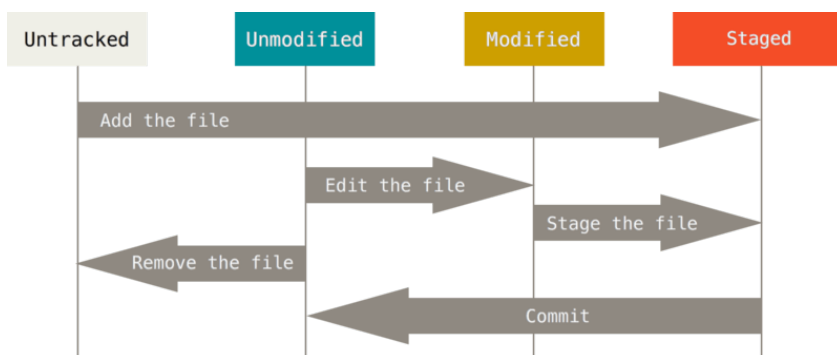 Untracked
Unmodified
Modified
Staged
Add the file
Edit the file
Stage the file
Remove the file
Commit